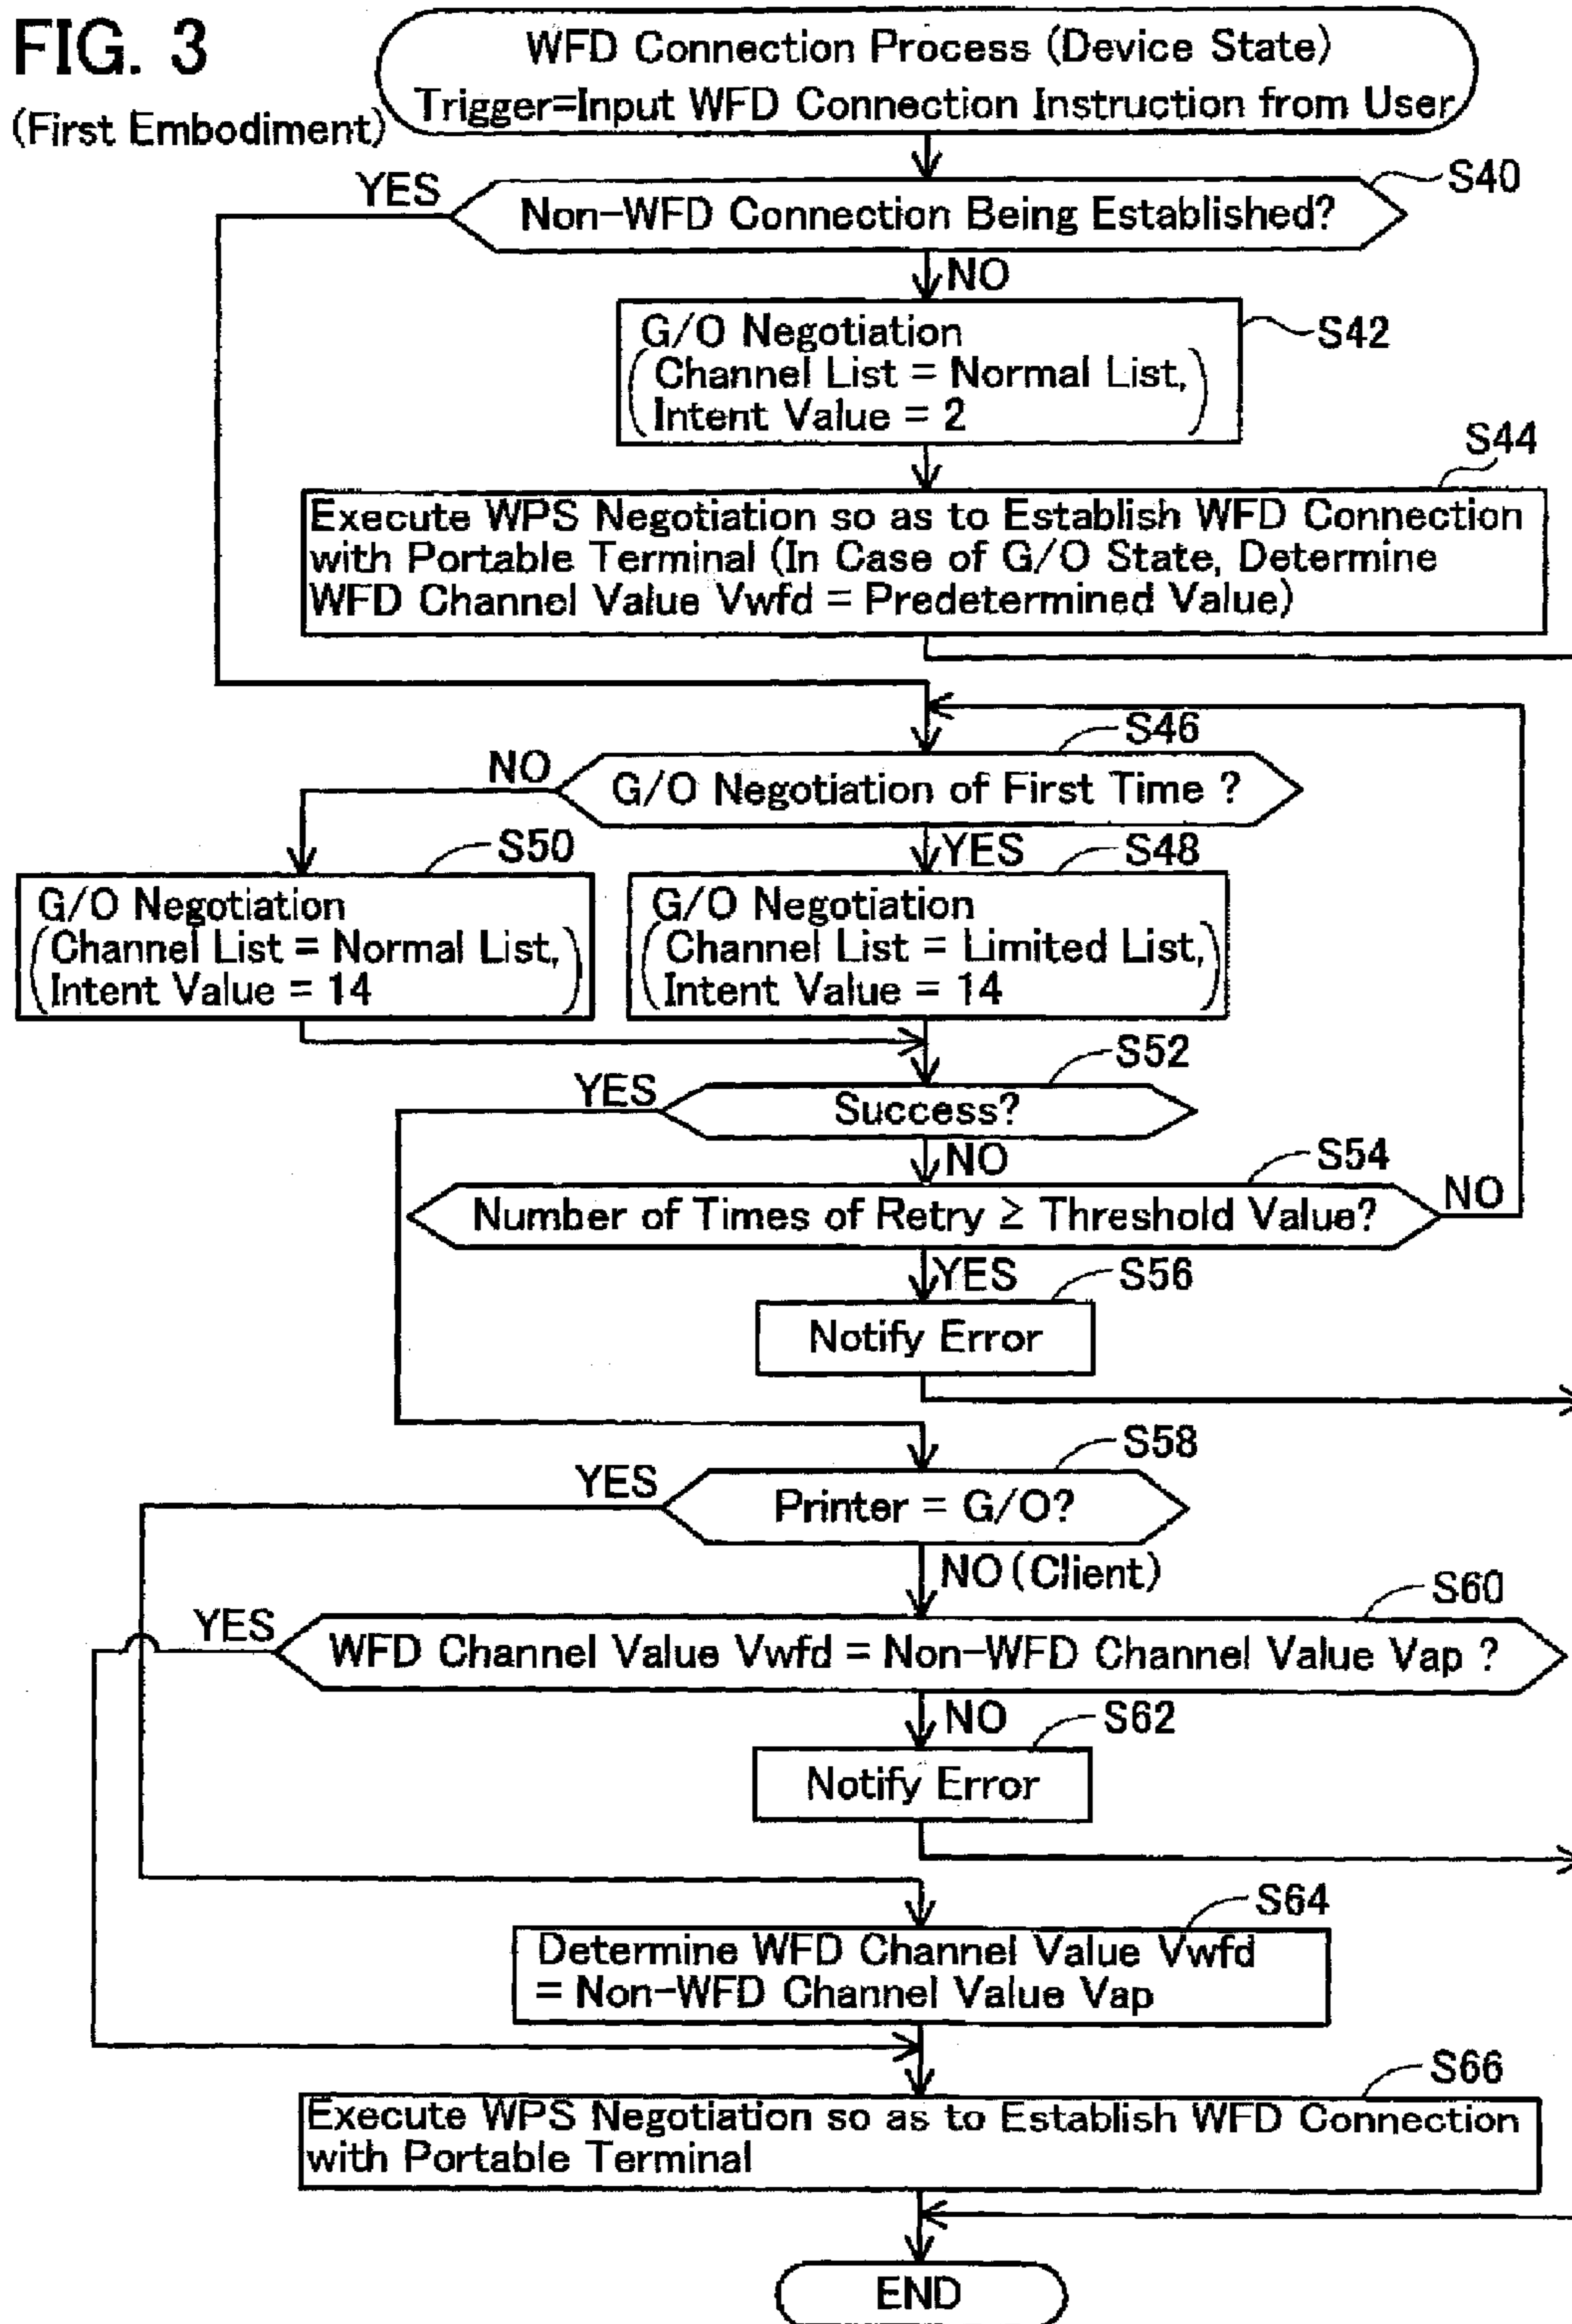 FIG. 3
(First Embodiment)
WFD Connection Process (Device State)
Trigger=Input WFD Connection Instruction from User
S40
YES
Non-WFD Connection Being Established?
NO
S42
G/O Negotiation
(Channel List = Normal List,
Intent Value = 2)
S44
Execute WPS Negotiation so as to Establish WFD Connection
with Portable Terminal (In Case of G/O State, Determine
WFD Channel Value Vwfd = Predetermined Value)
S46
NO
G/O Negotiation of First Time ?
S50
YES
S48
G/O Negotiation
(Channel List = Normal List,
Intent Value = 14)
G/O Negotiation
(Channel List = Limited List,
Intent Value = 14)
S52
YES
Success?
NO
S54
Number of Times of Retry ≥ Threshold Value?
NO
YES
S56
Notify Error
S58
YES
Printer = G/O?
NO (Client)
S60
YES
WFD Channel Value Vwfd = Non-WFD Channel Value Vap ?
NO
S62
Notify Error
S64
Determine WFD Channel Value Vwfd
= Non-WFD Channel Value Vap
S66
Execute WPS Negotiation so as to Establish WFD Connection
with Portable Terminal
END